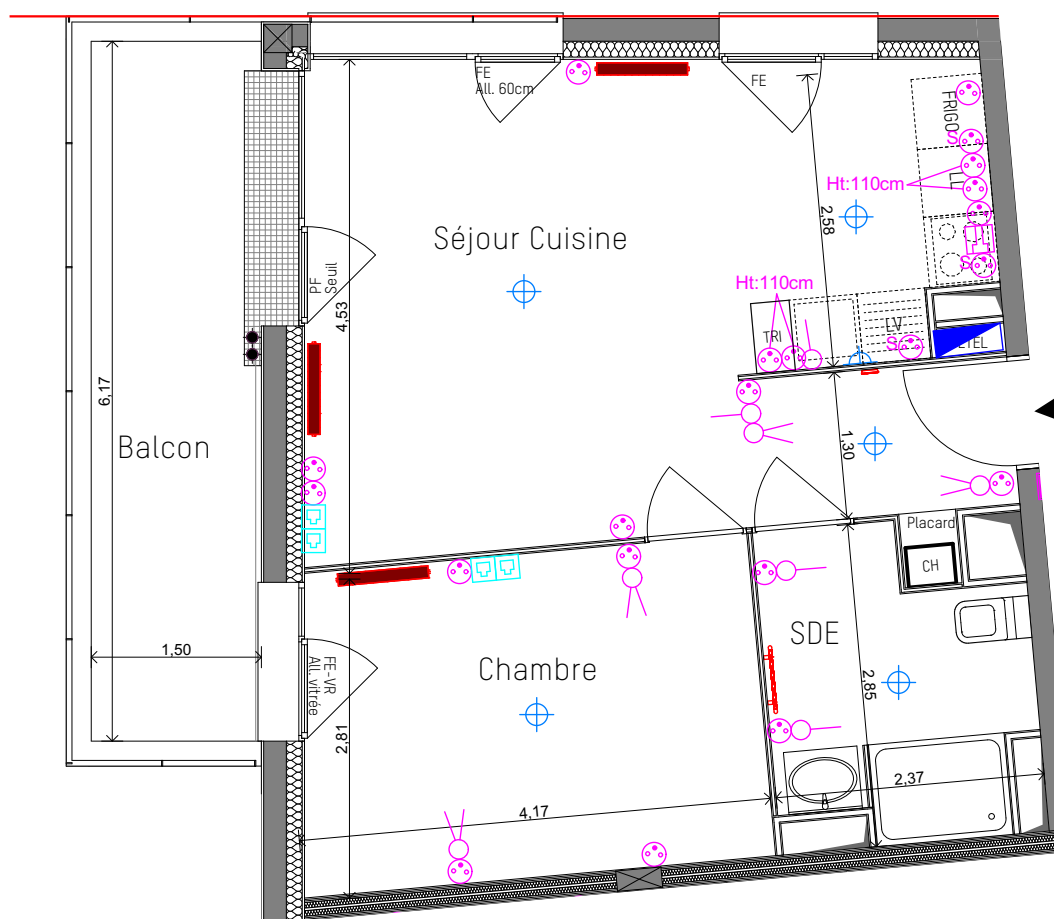 FE
All. 60cm
FE
FRIGO
S
Ht:110cm
2,58
Séjour Cuisine
PF
Seuil
S
Ht:110cm
4,53
TRI
LV
S
ETEL
6,17
Balcon
1,30
Placard
CH
1,50
FE-VR
All. vitrée
Chambre
SDE
2,85
2,81
2,37
4,17